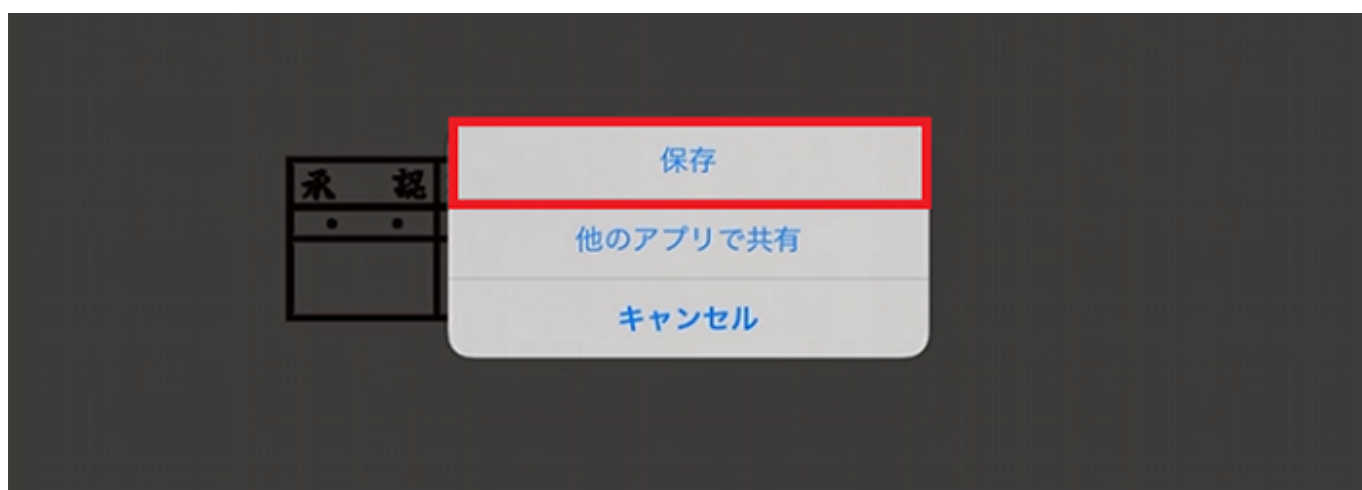 保存
承 認
他のアプリで共有
キャンセル